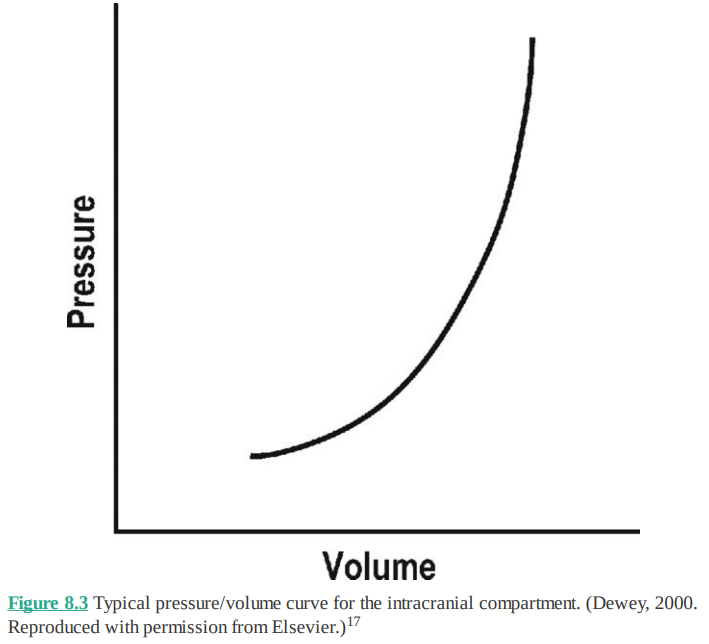 Pressure
Volume
Figure 8.3 Typical pressure/volume curve for the intracranial compartment. (Dewey, 2000.
Reproduced with permission from Elsevier.)17